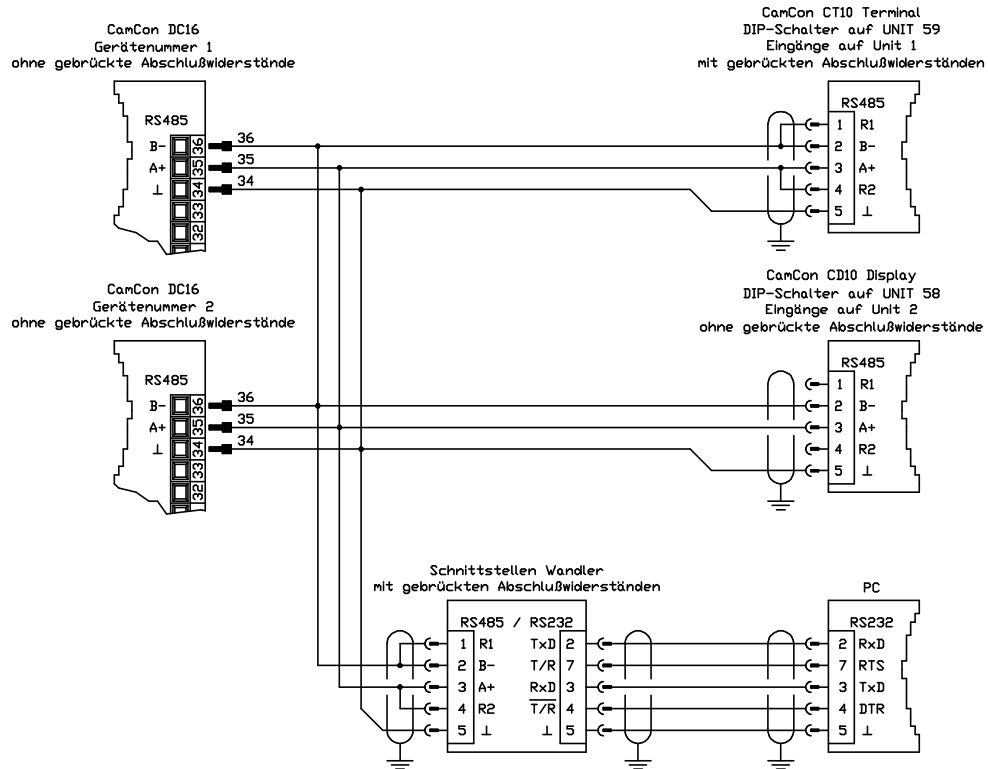 CamCon DC16
Gerätenummer 1
ohne gebrückte Abschlußwiderstände
RS485
B-
36
36
A+
35
35
⊥
34
34
33
32
CamCon CT10 Terminal
DIP-Schalter auf UNIT 59
Eingänge auf Unit 1
mit gebrückten Abschlußwiderständen
RS485
1 R1
2 B-
3 A+
4 R2
5 ⊥
CamCon DC16
Gerätenummer 2
ohne gebrückte Abschlußwiderstände
RS485
B-
36
36
A+
35
35
⊥
34
34
33
32
CamCon CD10 Display
DIP-Schalter auf UNIT 58
Eingänge auf Unit 2
ohne gebrückte Abschlußwiderstände
RS485
1 R1
2 B-
3 A+
4 R2
5 ⊥
Schnittstellen Wandler
mit gebrückten Abschlußwiderständen
RS485 / RS232
1 R1 TxD 2
2 B- T/R 7
3 A+ RxD 3
4 R2 T/R 4
5 ⊥ ⊥ 5
PC
RS232
2 RxD
7 RTS
3 TxD
4 DTR
5 ⊥